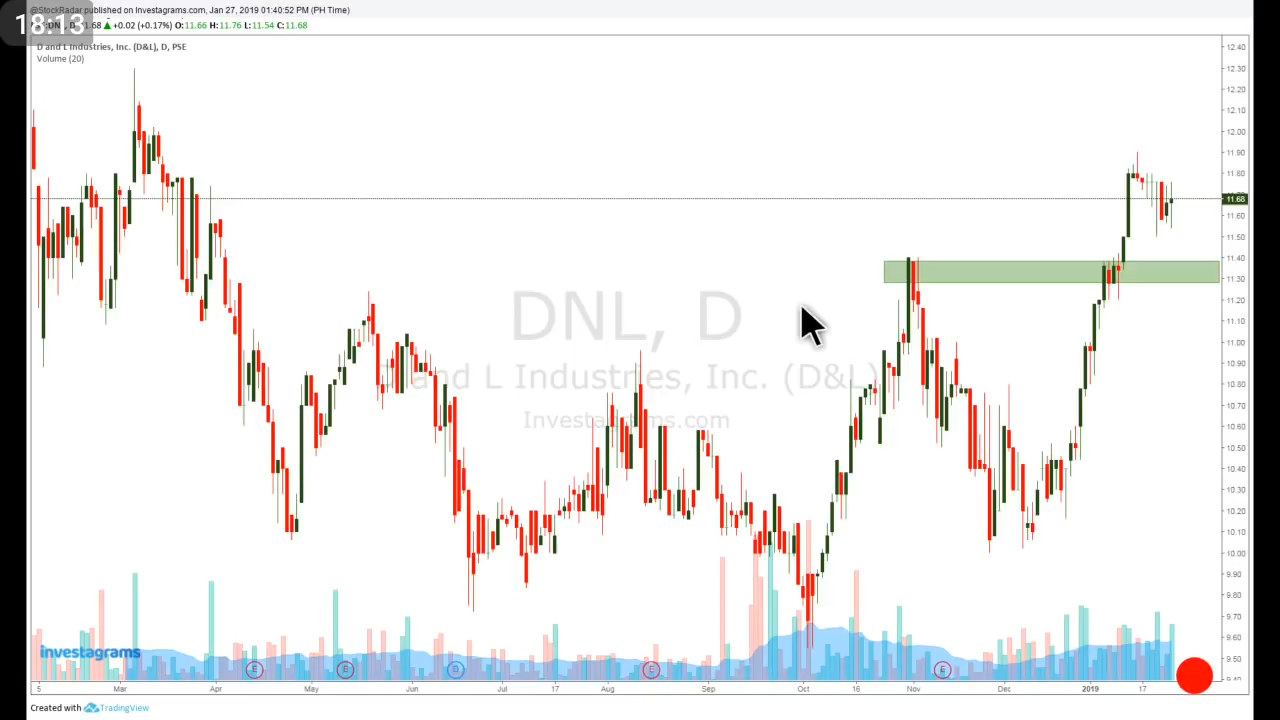 @StockRadar published on Investagrams.com, Jan 27, 2019 01:40:52 PM (PH Time)
18:13
:DNL, D 11.68 ▲ +0.02 (+0.17%) O:11.66 H:11.76 L:11.54 C:11.68
D and L Industries, Inc. (D&L), D, PSE
Volume (20)
12.40
12.30
12.20
12.10
12.00
11.90
11.80
11.68
11.60
11.50
11.40
11.30
11.20
11.10
11.00
10.90
10.80
10.70
10.60
10.50
10.40
10.30
10.20
10.10
10.00
9.90
9.80
9.70
9.60
9.50
9.40
DNL, D
D and L Industries, Inc. (D&L)
Investagrams.com
investagrams
E
D
E
E
5 Mar Apr May Jun Jul 17 Aug Sep Oct 16 Nov Dec 2019 17
Created with TradingView